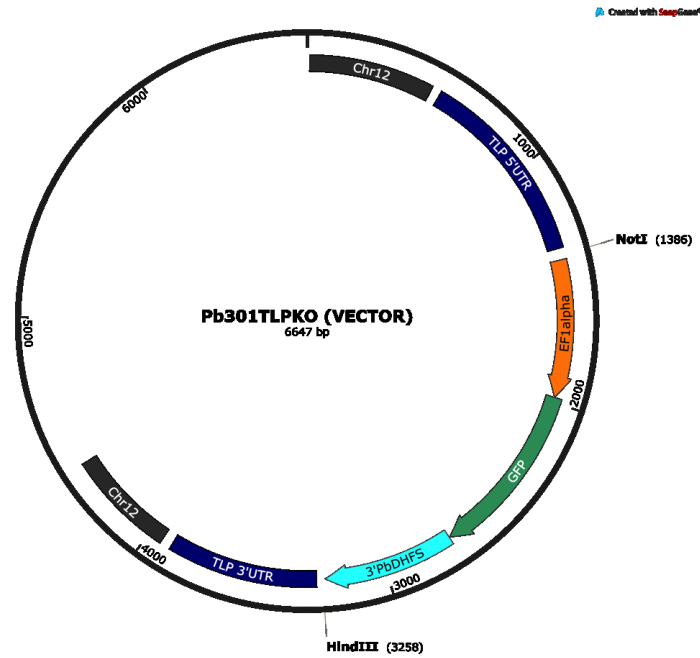 Created with SnapGene®
Chr12
6000
TLP 5'UTR
1000
NotI (1386)
EF1alpha
Pb301TLPKO (VECTOR)
6647 bp
5000
2000
GFP
Chr12
4000
TLP 3'UTR
3'PbDHFS
3000
HindIII (3258)